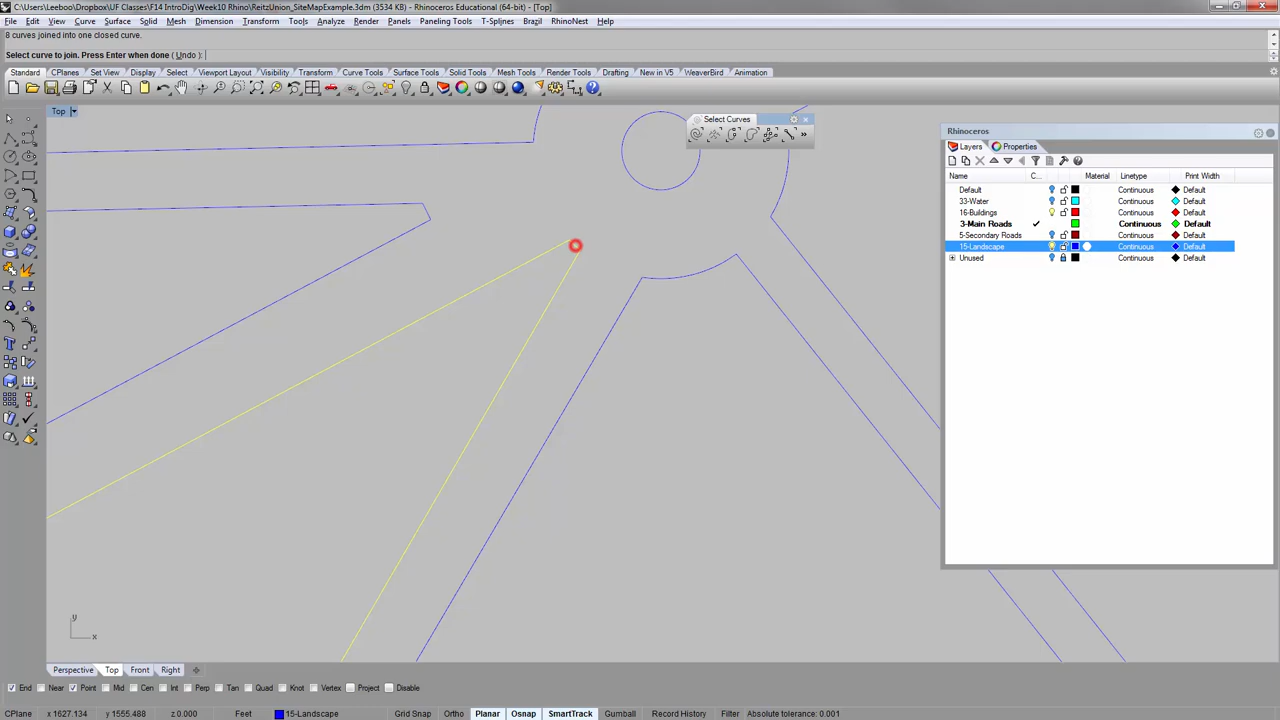 C:\Users\Leeboo\Dropbox\UF Classes\F14 IntroDig\Week10 Rhino\ReitzUnion_SiteMapExample.3dm (3534 KB) - Rhinoceros Educational (64-bit) - [Top]
File Edit View Curve Surface Solid Mesh Dimension Transform Tools Analyze Render Panels Paneling Tools T-Splines Brazil RhinoNest Help
8 curves joined into one closed curve.
Select curve to join. Press Enter when done ( Undo ):
Standard CPlanes Set View Display Select Viewport Layout Visibility Transform Curve Tools Surface Tools Solid Tools Mesh Tools Render Tools Drafting New in V5 WeaverBird Animation
Top
Select Curves
Rhinoceros
Layers Properties
Name C... Material Linetype Print Width
Default Continuous Default
33-Water Continuous Default
16-Buildings Continuous Default
3-Main Roads Continuous Default
5-Secondary Roads Continuous Default
15-Landscape Continuous Default
Unused Continuous Default
y
x
Perspective Top Front Right
End Near Point Mid Cen Int Perp Tan Quad Knot Vertex Project Disable
CPlane x 1627.134 y 1555.488 z 0.000 Feet 15-Landscape Grid Snap Ortho Planar Osnap SmartTrack Gumball Record History Filter Absolute tolerance: 0.001